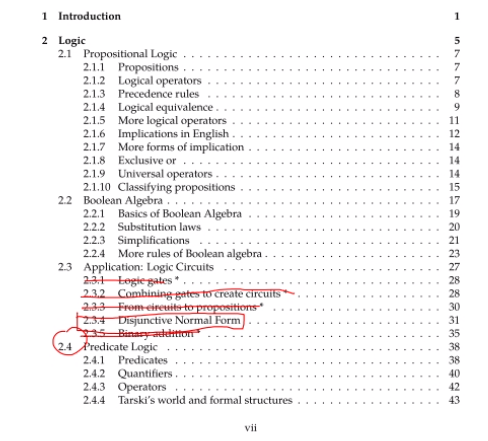 1 Introduction 1
2 Logic 5
2.1 Propositional Logic . . . . . . . . . . . . . . . . . . . . . . . . . . . . . . 7
2.1.1 Propositions . . . . . . . . . . . . . . . . . . . . . . . . . . . . . . 7
2.1.2 Logical operators . . . . . . . . . . . . . . . . . . . . . . . . . . . 7
2.1.3 Precedence rules . . . . . . . . . . . . . . . . . . . . . . . . . . . 8
2.1.4 Logical equivalence . . . . . . . . . . . . . . . . . . . . . . . . . . 9
2.1.5 More logical operators . . . . . . . . . . . . . . . . . . . . . . . . 11
2.1.6 Implications in English . . . . . . . . . . . . . . . . . . . . . . . . 12
2.1.7 More forms of implication . . . . . . . . . . . . . . . . . . . . . . 14
2.1.8 Exclusive or . . . . . . . . . . . . . . . . . . . . . . . . . . . . . 14
2.1.9 Universal operators . . . . . . . . . . . . . . . . . . . . . . . . . . 14
2.1.10 Classifying propositions . . . . . . . . . . . . . . . . . . . . . . . 15
2.2 Boolean Algebra . . . . . . . . . . . . . . . . . . . . . . . . . . . . . . . 17
2.2.1 Basics of Boolean Algebra . . . . . . . . . . . . . . . . . . . . . . 19
2.2.2 Substitution laws . . . . . . . . . . . . . . . . . . . . . . . . . . . 20
2.2.3 Simplifications . . . . . . . . . . . . . . . . . . . . . . . . . . . . 21
2.2.4 More rules of Boolean algebra . . . . . . . . . . . . . . . . . . . . 23
2.3 Application: Logic Circuits . . . . . . . . . . . . . . . . . . . . . . . . . 27
2.3.1 Logic gates * . . . . . . . . . . . . . . . . . . . . . . . . . . . . . 28
2.3.2 Combining gates to create circuits * . . . . . . . . . . . . . . . . . 28
2.3.3 From circuits to propositions * . . . . . . . . . . . . . . . . . . . . 30
2.3.4 Disjunctive Normal Form . . . . . . . . . . . . . . . . . . . . . . . 31
2.3.5 Binary addition * . . . . . . . . . . . . . . . . . . . . . . . . . . . 35
2.4 Predicate Logic . . . . . . . . . . . . . . . . . . . . . . . . . . . . . . . 38
2.4.1 Predicates . . . . . . . . . . . . . . . . . . . . . . . . . . . . . . . 38
2.4.2 Quantifiers . . . . . . . . . . . . . . . . . . . . . . . . . . . . . . 40
2.4.3 Operators . . . . . . . . . . . . . . . . . . . . . . . . . . . . . . . 42
2.4.4 Tarski's world and formal structures . . . . . . . . . . . . . . . . . 43
vii